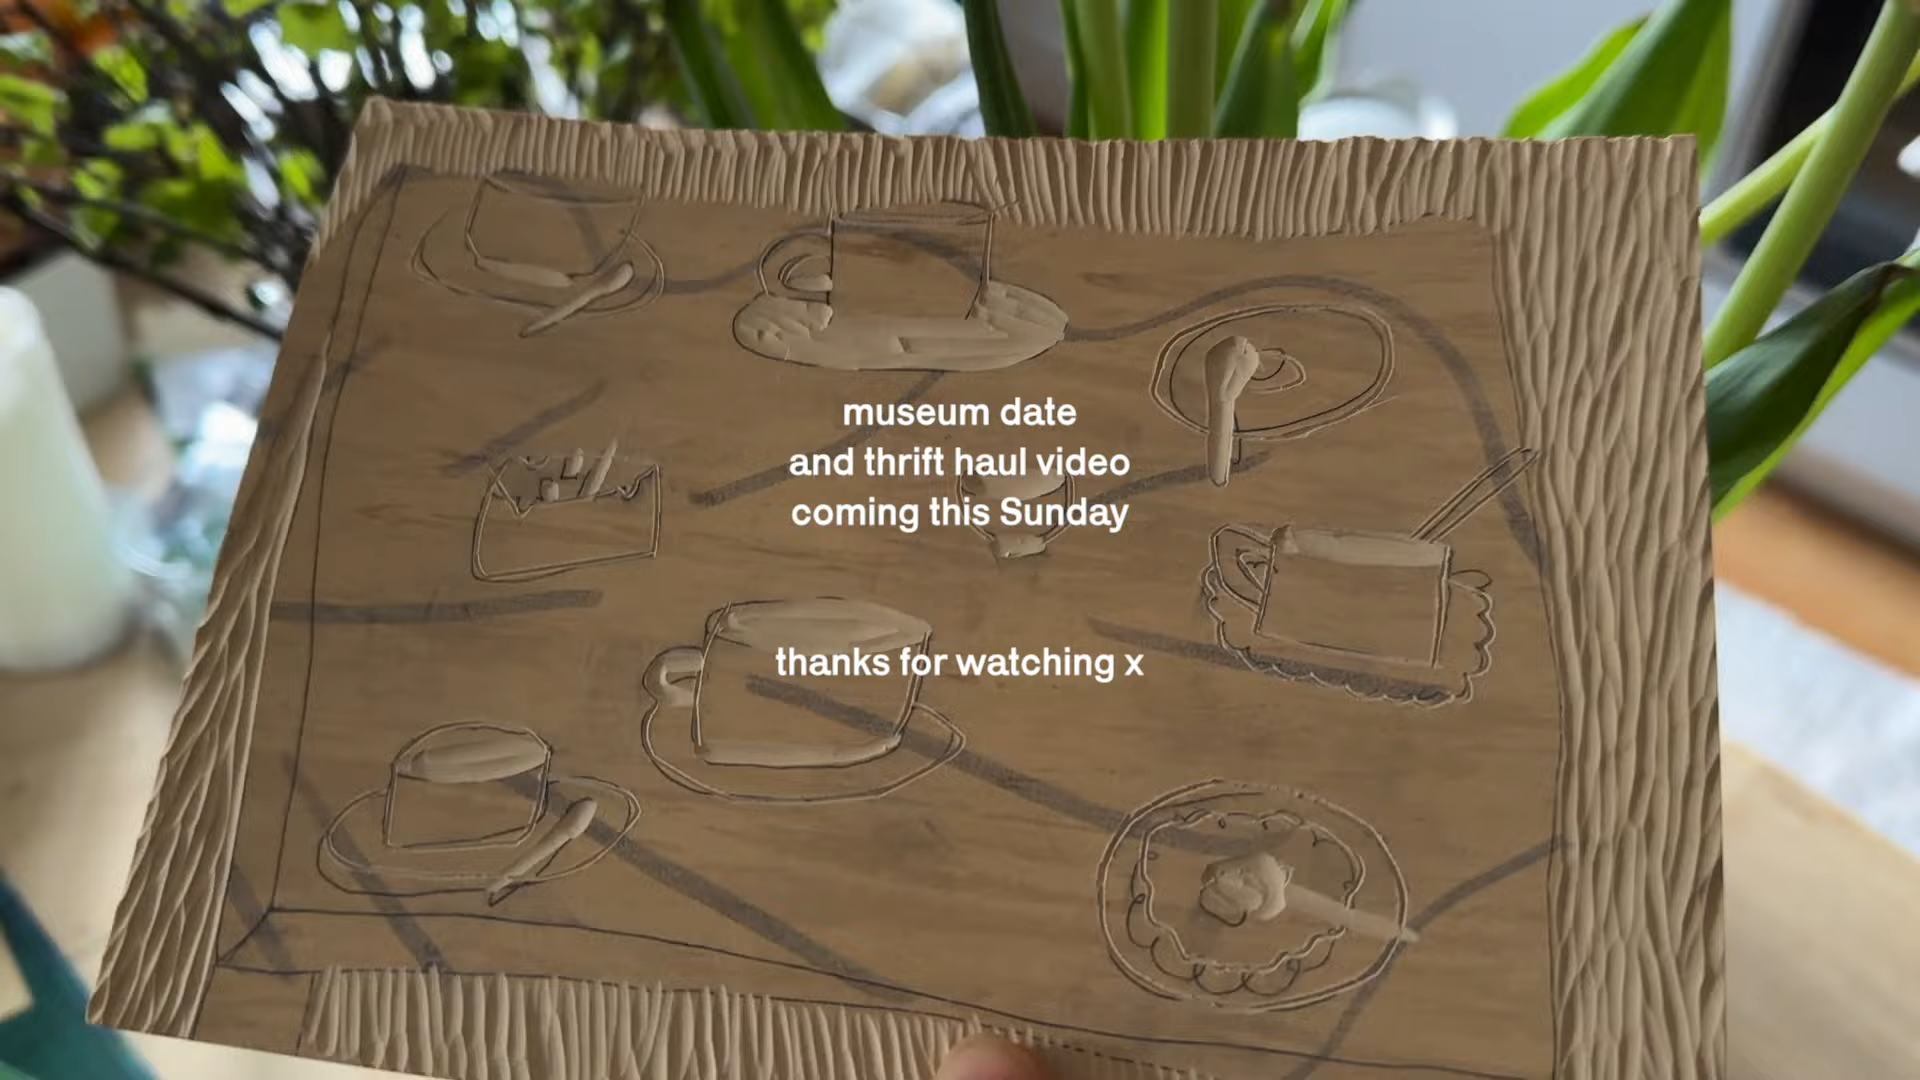 museum date
and thrift haul video
coming this Sunday
thanks for watching x